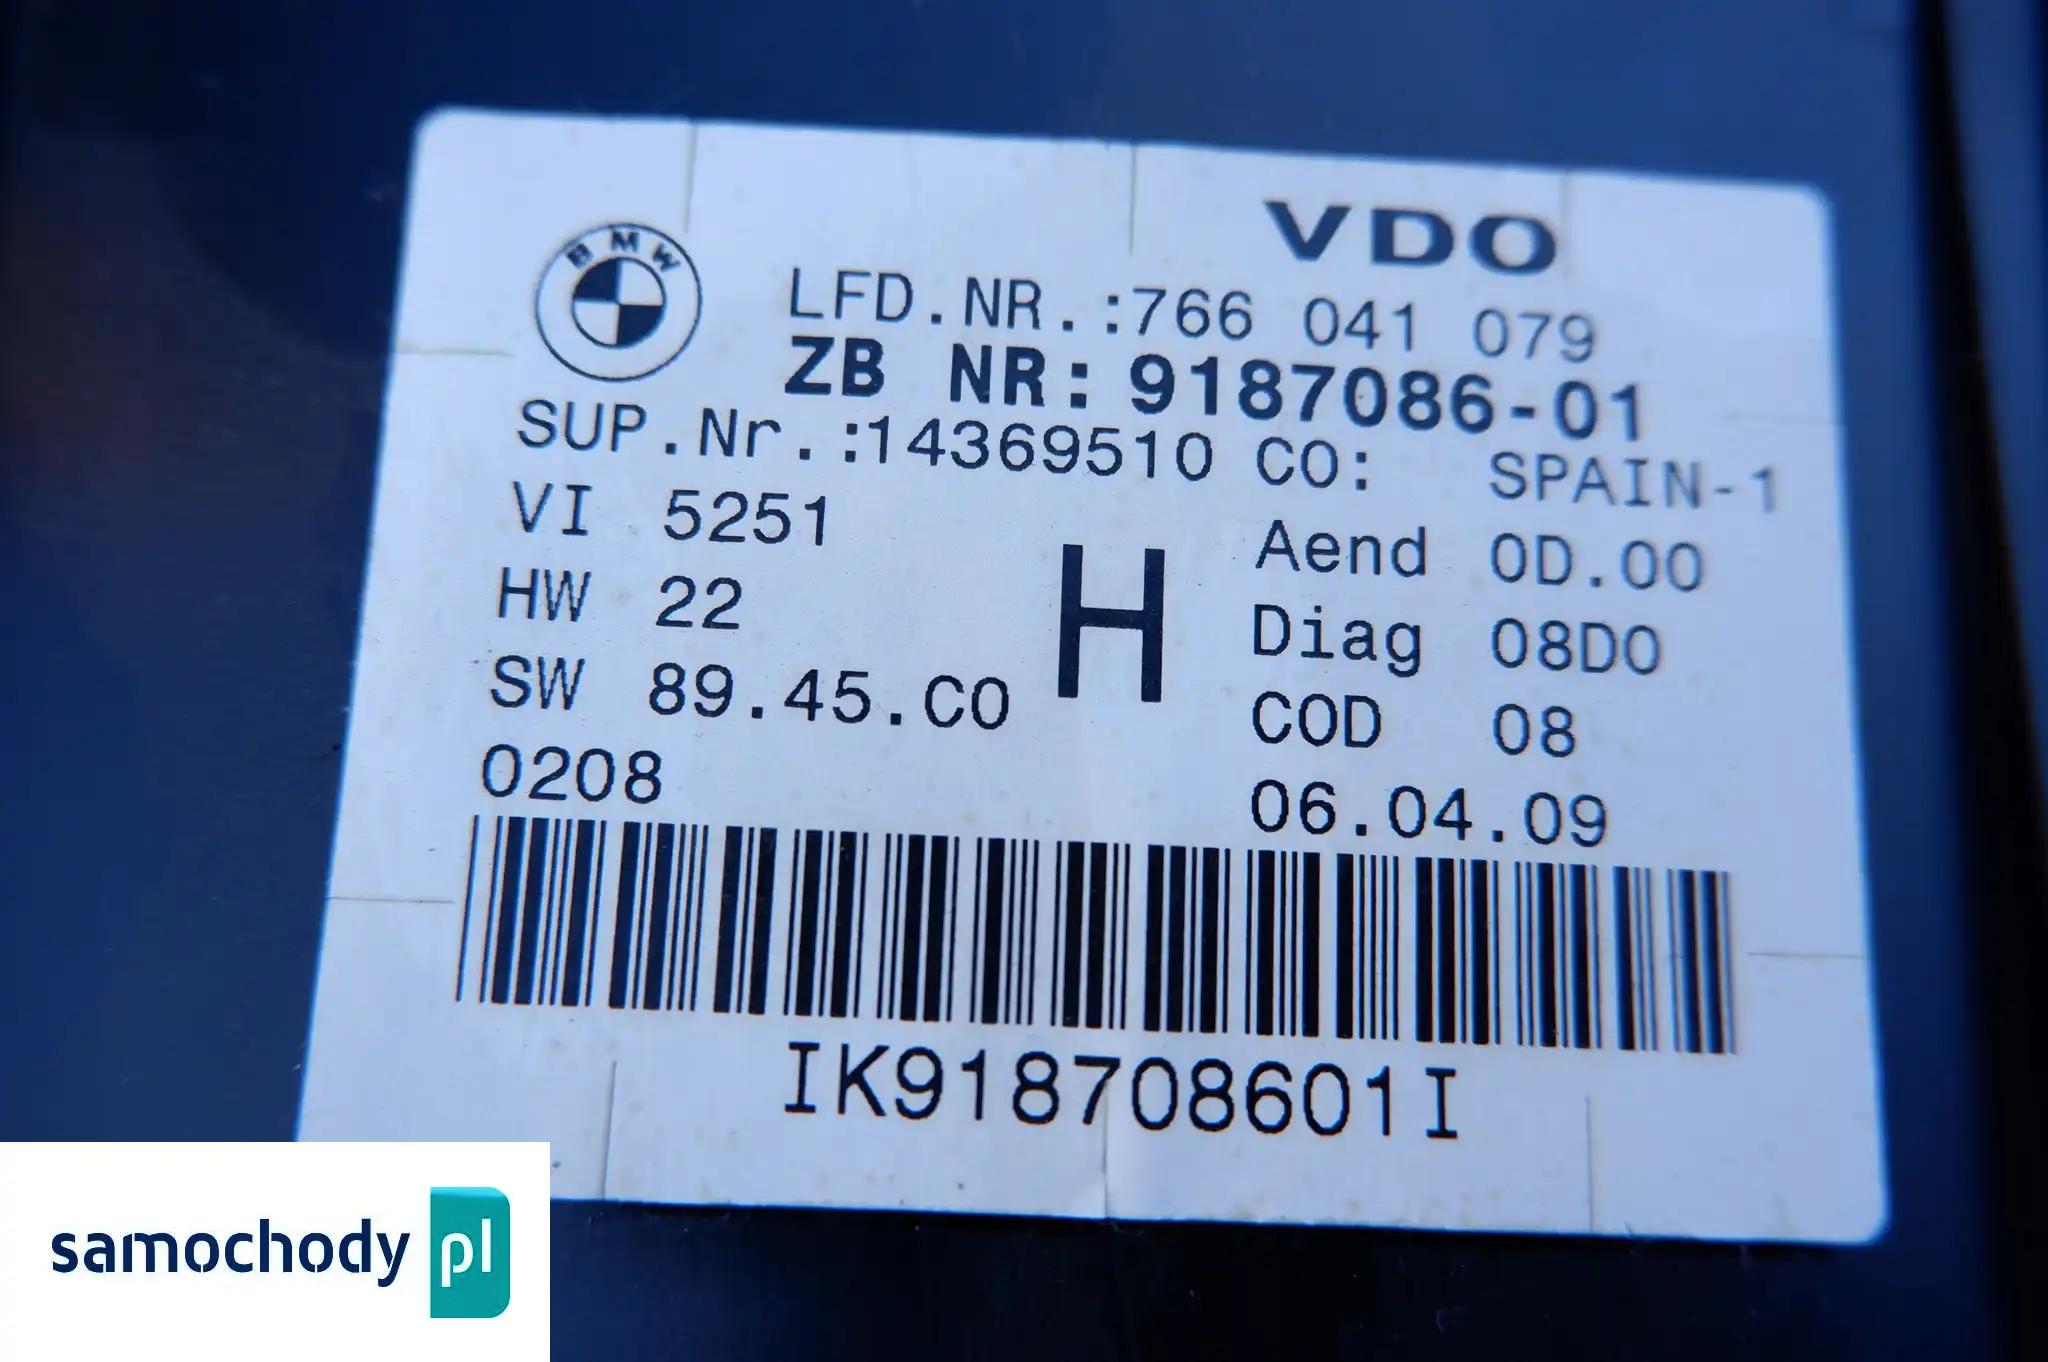 VDO
BMW
LFD.NR.:766 041 079
ZB NR: 9187086-01
SUP.Nr.:14369510 CO: SPAIN-1
VI 5251
Aend 0D.00
HW 22
H
Diag 08D0
SW 89.45.C0
COD 08
0208
06.04.09
IK918708601I
samochody pl